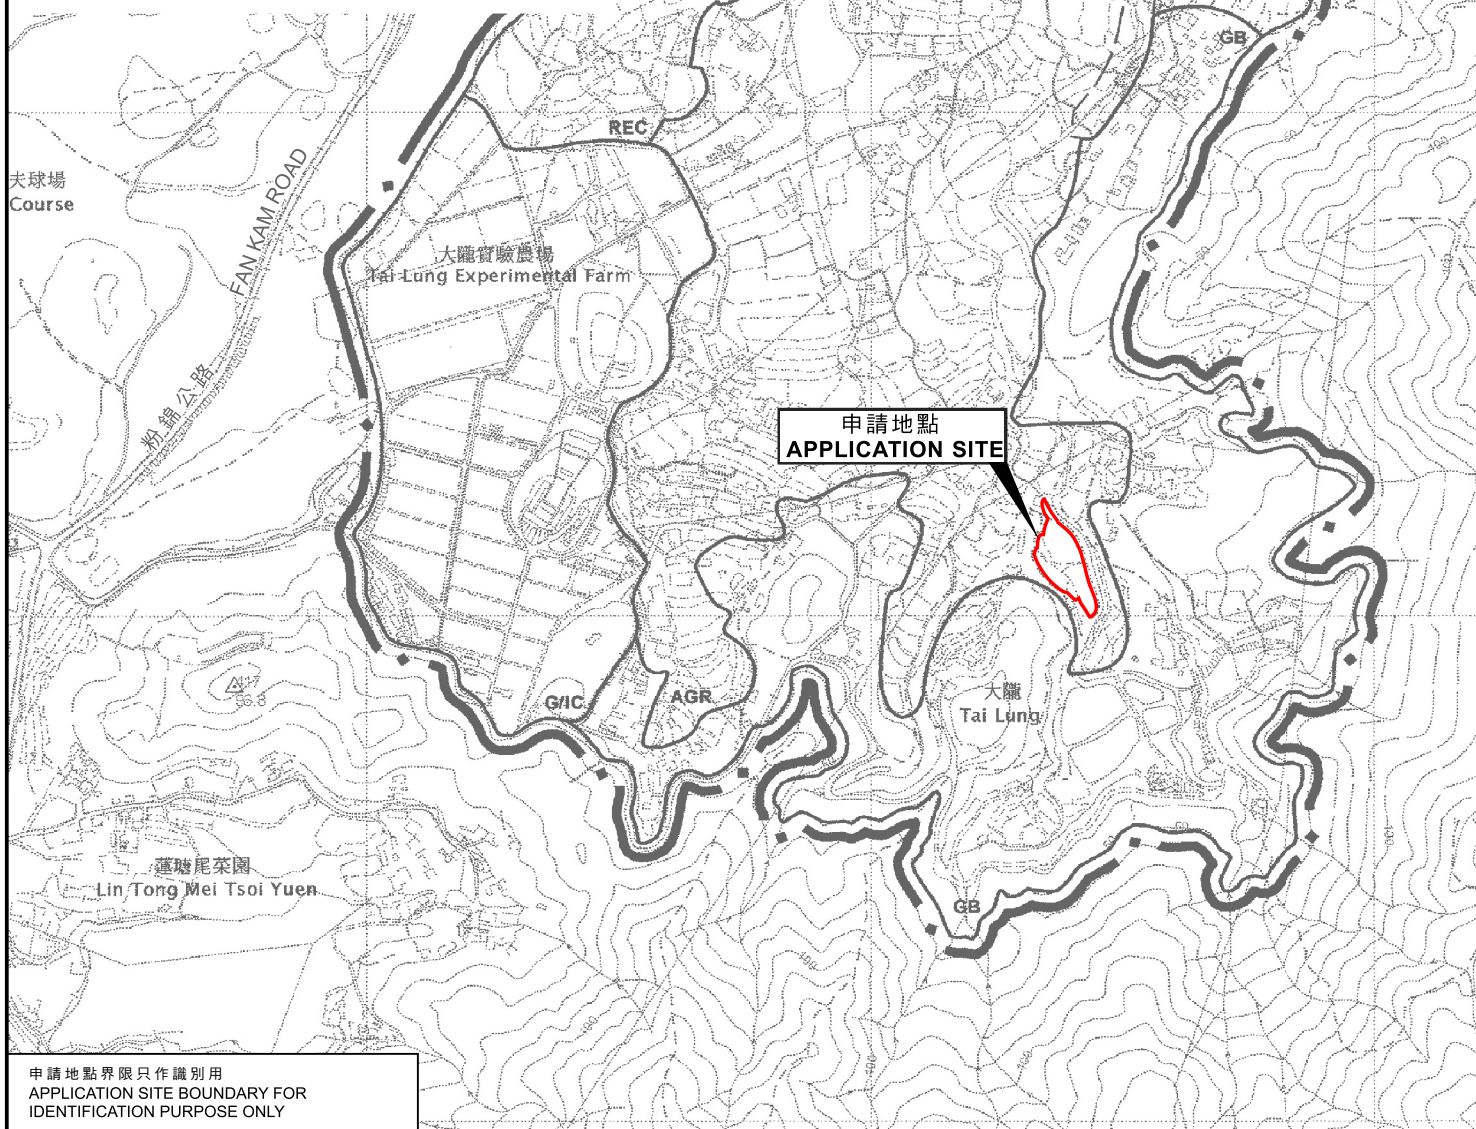 GB
REC
夫球場
Course
FAN KAM ROAD
大隴實驗農場
Tai Lung Experimental Farm
粉錦公路
申請地點
APPLICATION SITE
G/IC
AGR
大隴
Tai Lung
蓮塘尾菜園
Lin Tong Mei Tsoi Yuen
GB
100
申請地點界限只作識別用
APPLICATION SITE BOUNDARY FOR
IDENTIFICATION PURPOSE ONLY